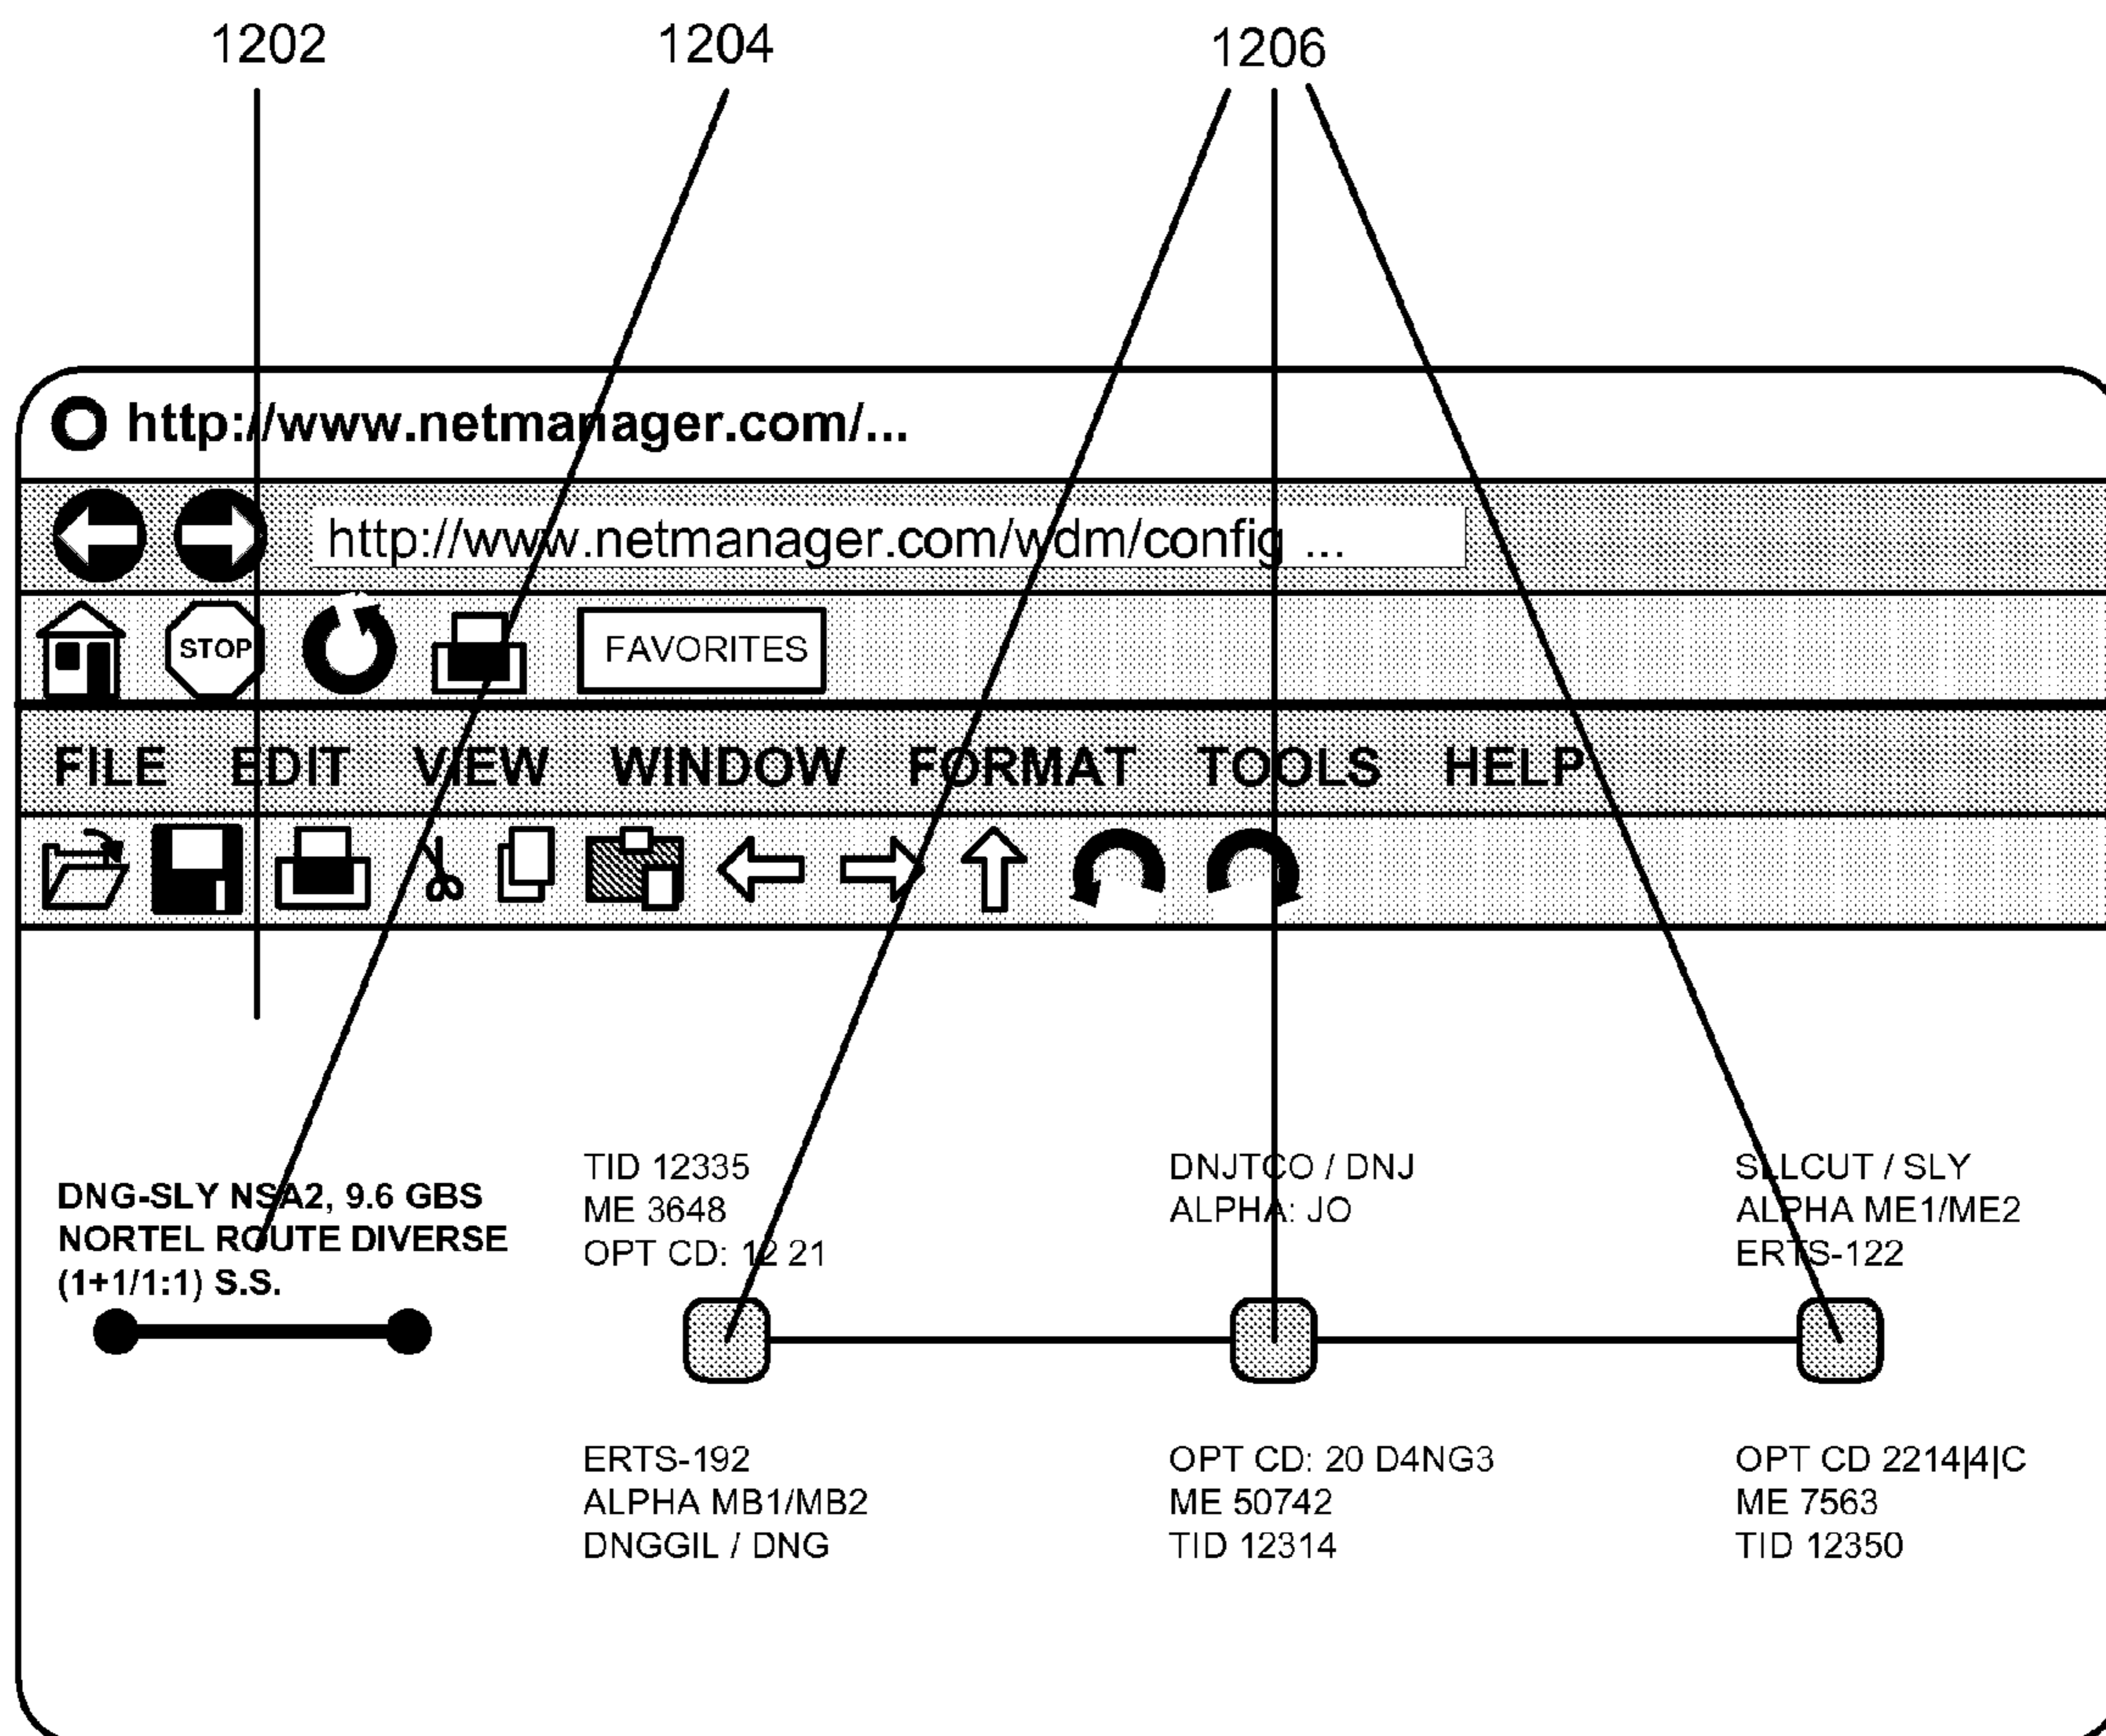 1202 1204 1206
http://www.netmanager.com/...
http://www.netmanager.com/wdm/config ...
STOP FAVORITES
FILE EDIT VIEW WINDOW FORMAT TOOLS HELP
DNG-SLY NSA2, 9.6 GBS
NORTEL ROUTE DIVERSE
(1+1/1:1) S.S.
TID 12335
ME 3648
OPT CD: 12 21
DNJTCO / DNJ
ALPHA: JO
SLLCUT / SLY
ALPHA ME1/ME2
ERTS-122
ERTS-192
ALPHA MB1/MB2
DNGGIL / DNG
OPT CD: 20 D4NG3
ME 50742
TID 12314
OPT CD 2214|4|C
ME 7563
TID 12350